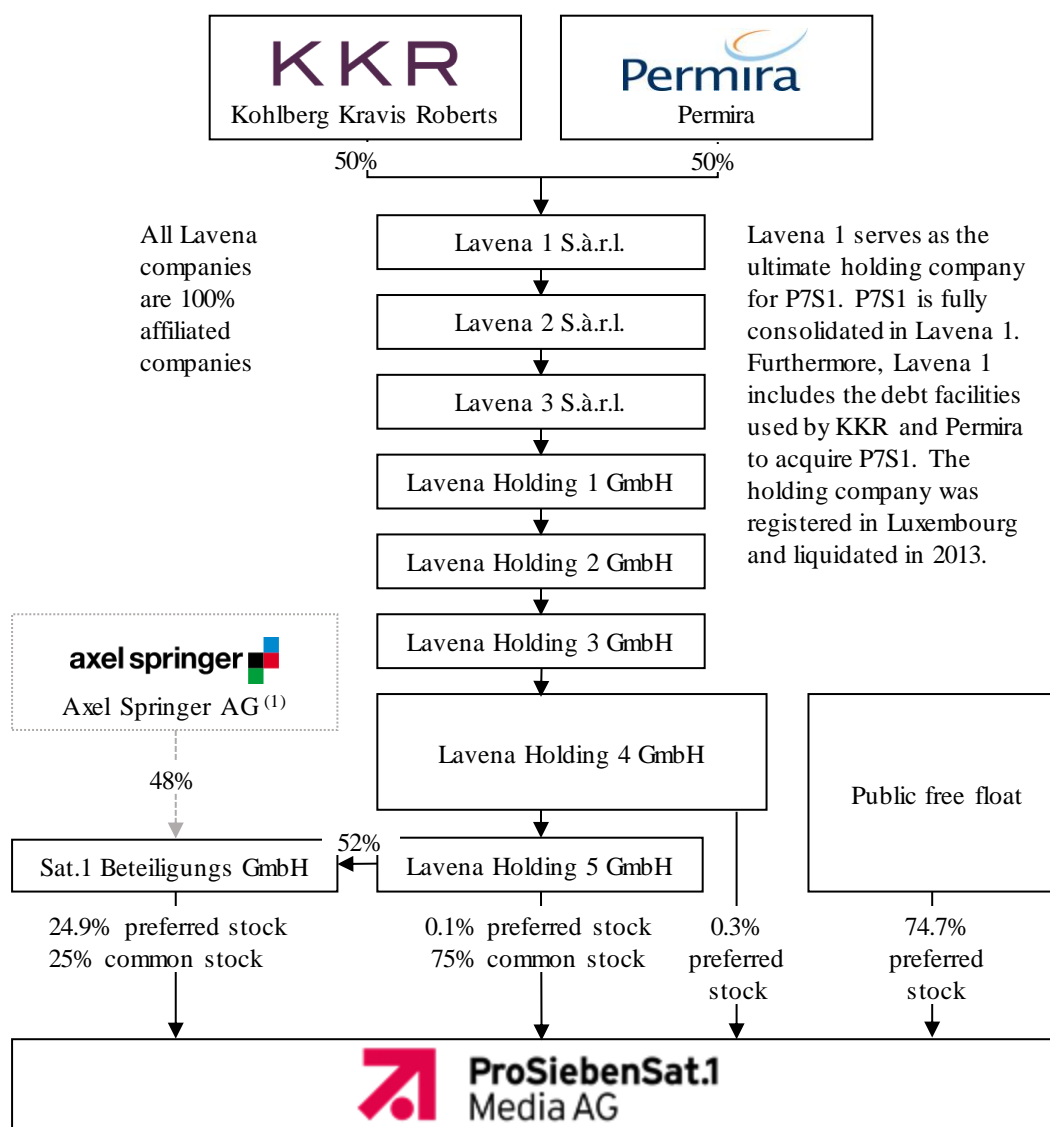 KKR
Kohlberg Kravis Roberts
Permira
Permira
50%
50%
All Lavena
companies
are 100%
affiliated
companies
Lavena 1 S.à.r.l.
Lavena 2 S.à.r.l.
Lavena 3 S.à.r.l.
Lavena Holding 1 GmbH
Lavena Holding 2 GmbH
Lavena Holding 3 GmbH
Lavena 1 serves as the
ultimate holding company
for P7S1. P7S1 is fully
consolidated in Lavena 1.
Furthermore, Lavena 1
includes the debt facilities
used by KKR and Permira
to acquire P7S1. The
holding company was
registered in Luxembourg
and liquidated in 2013.
axel springer
Axel Springer AG (1)
48%
Lavena Holding 4 GmbH
Public free float
Sat.1 Beteiligungs GmbH
52%
Lavena Holding 5 GmbH
24.9% preferred stock
25% common stock
0.1% preferred stock
75% common stock
0.3%
preferred
stock
74.7%
preferred
stock
ProSiebenSat.1
Media AG